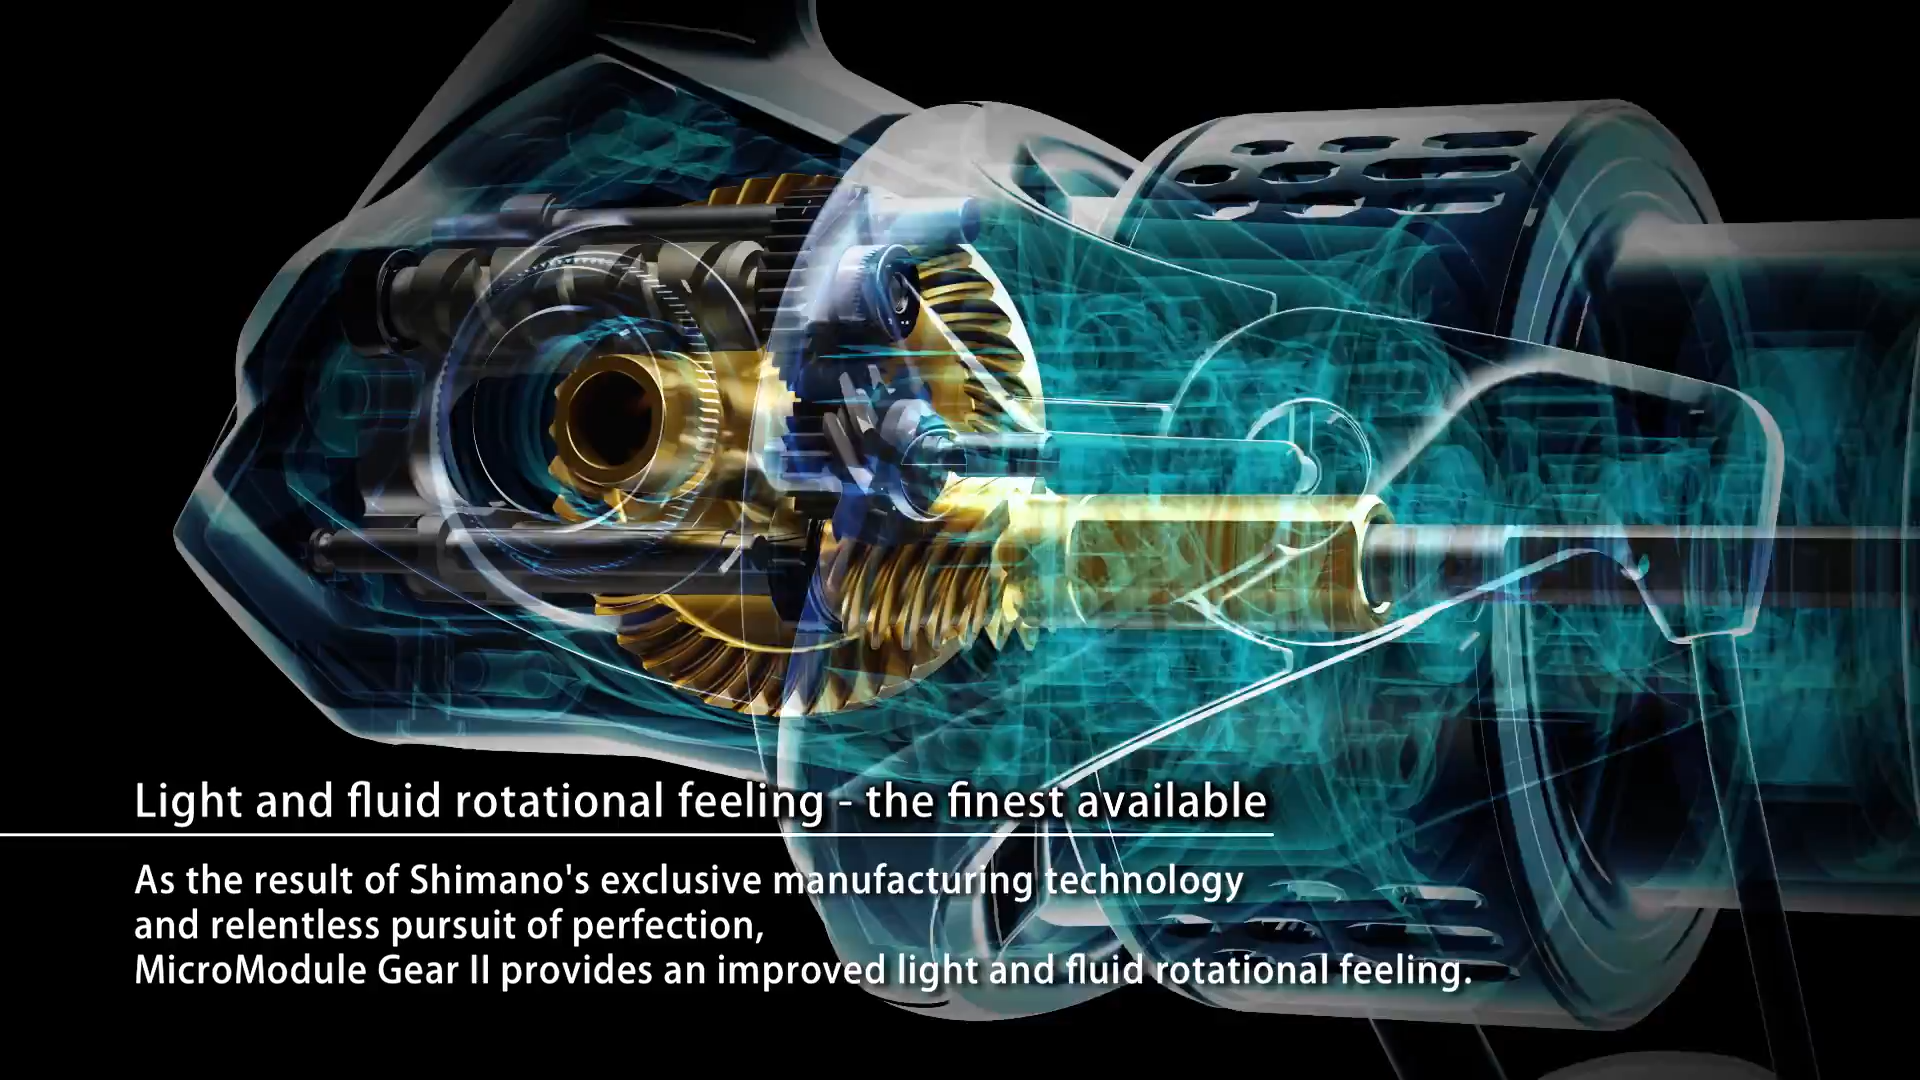 Light and fluid rotational feeling - the finest available
As the result of Shimano's exclusive manufacturing technology
and relentless pursuit of perfection,
MicroModule Gear II provides an improved light and fluid rotational feeling.